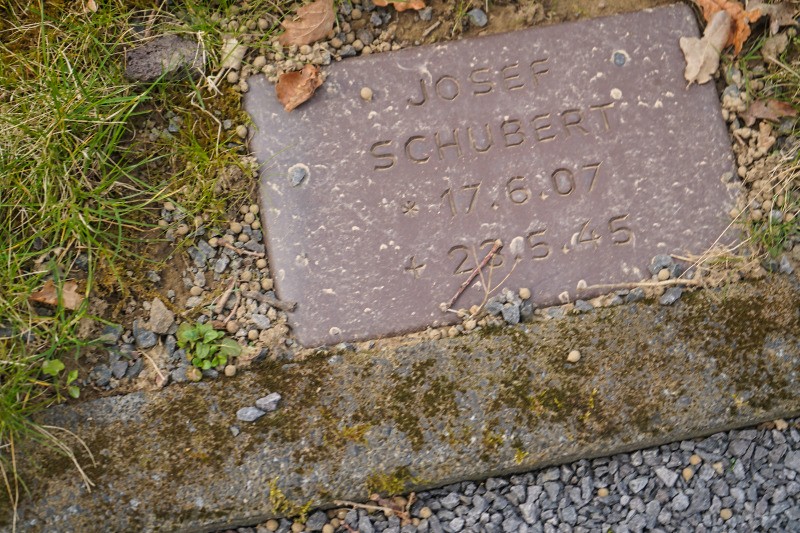 JOSEF
SCHUBERT
* 17.6.07
+ 23.5.45